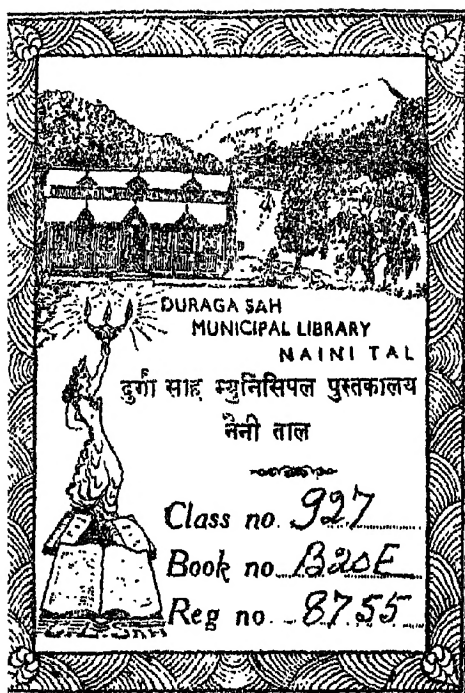 DURAGA SAH
MUNICIPAL LIBRARY
NAINI TAL
दुर्गा साह म्युनिसिपल पुस्तकालय
नैनी ताल
Class no. 927
Book no. B20E
Reg no. 8755